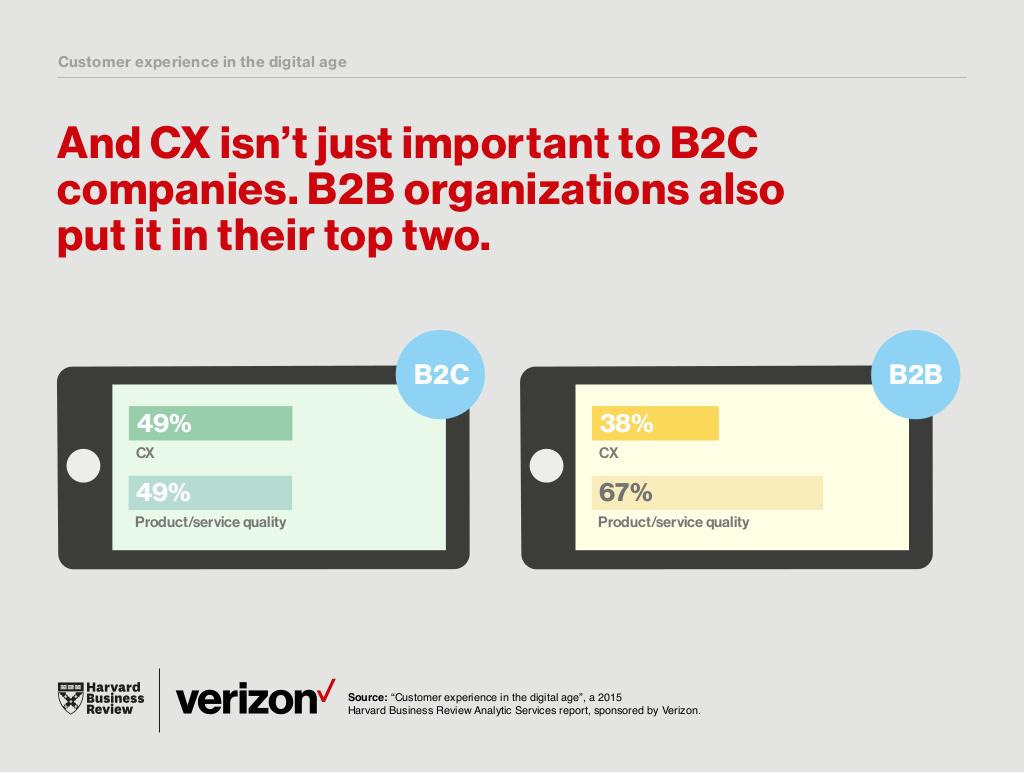 Customer experience in the digital age
And CX isn’t just important to B2C
companies. B2B organizations also
put it in their top two.
B2C
49%
CX
49%
Product/service quality
B2B
38%
CX
67%
Product/service quality
Harvard
Business
Review
verizon
Source: “Customer experience in the digital age”, a 2015
Harvard Business Review Analytic Services report, sponsored by Verizon.